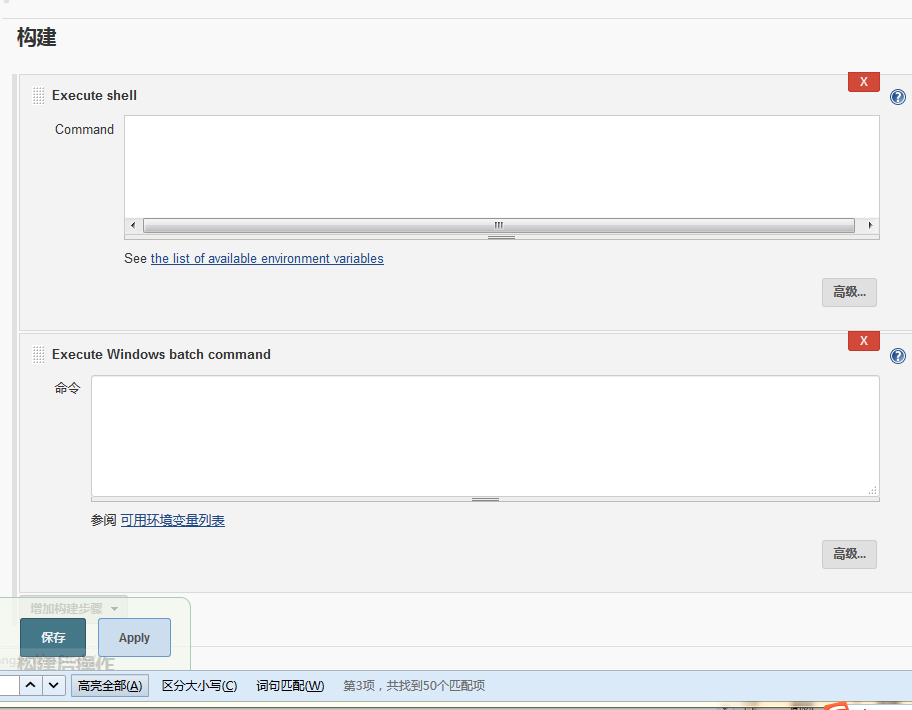 构建
X
Execute shell
Command
See the list of available environment variables
高级...
X
Execute Windows batch command
命令
参阅 可用环境变量列表
高级...
增加构建步骤
保存
Apply
构建后操作
高亮全部(A)
区分大小写(C)
词句匹配(W)
第3项，共找到50个匹配项